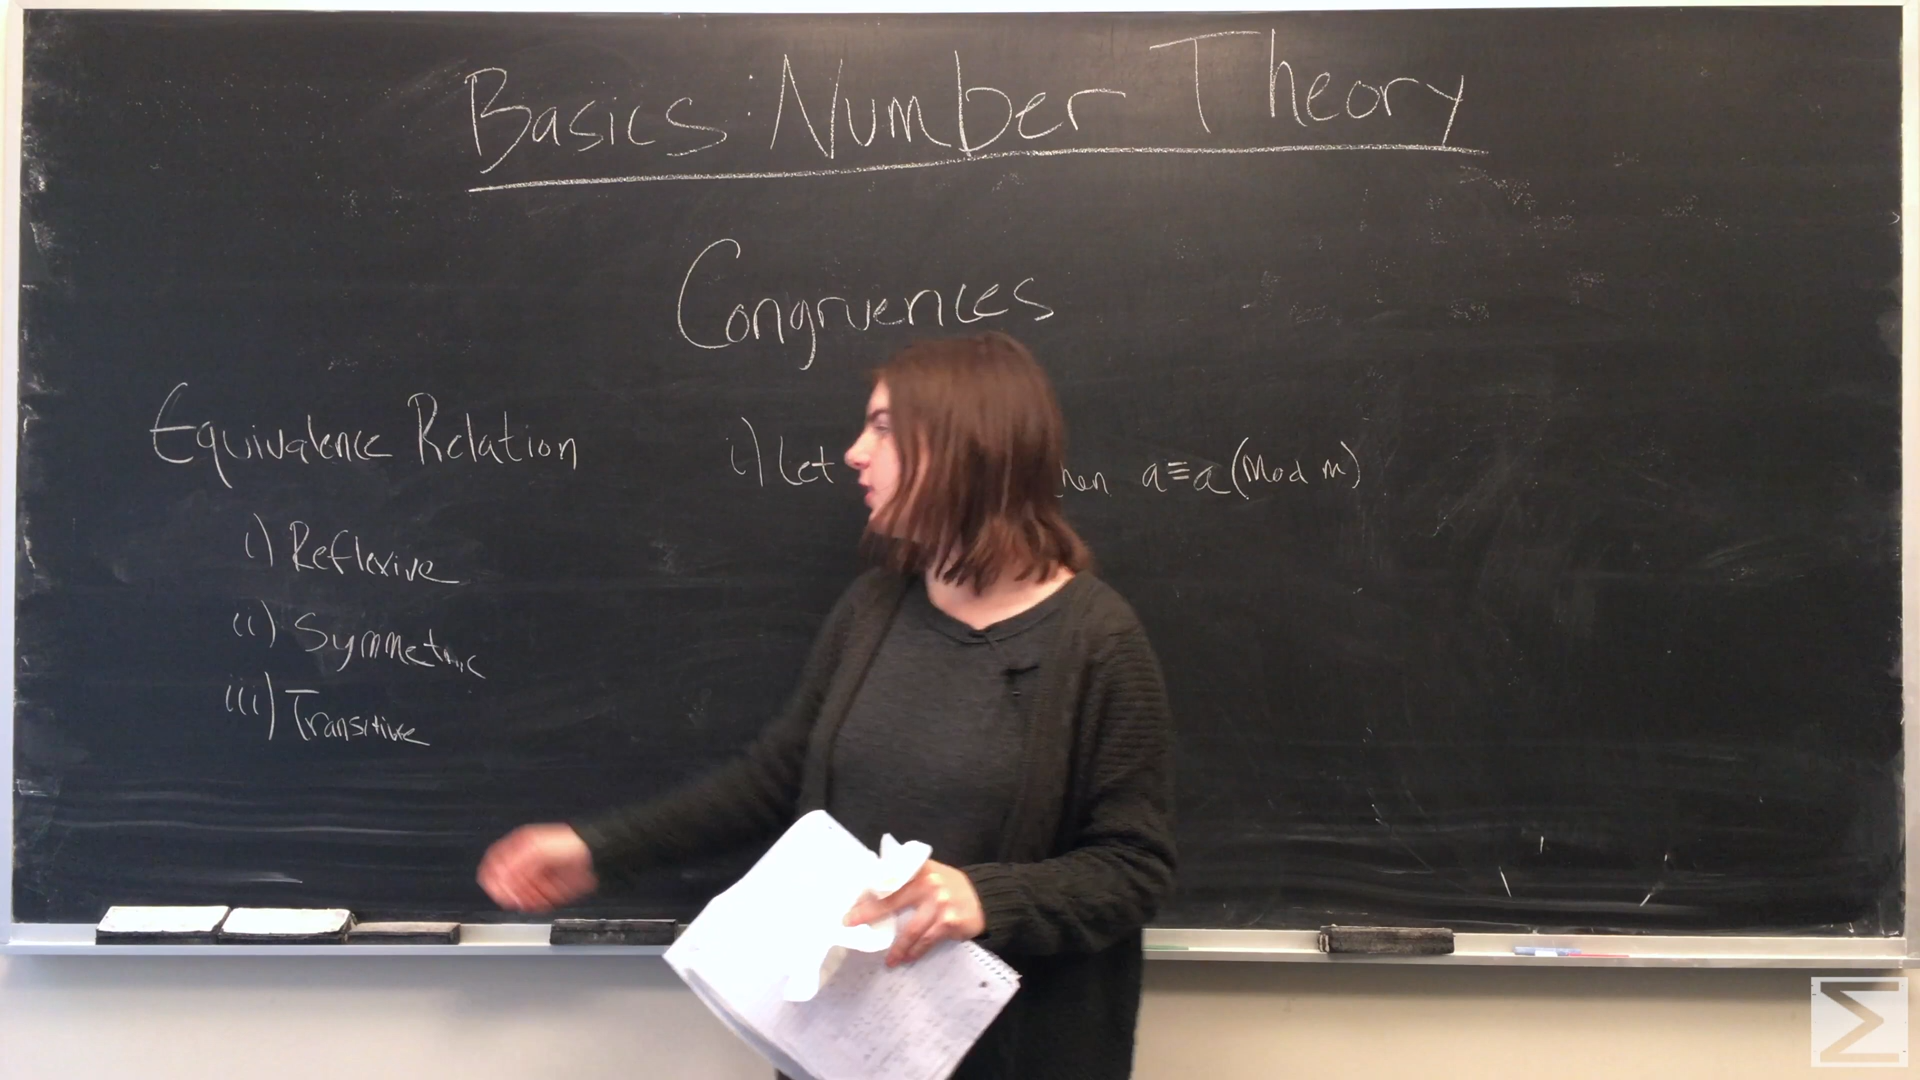 Basics: Number Theory
Congruences
Equivalence Relation
i) Reflexive
ii) Symmetric
iii) Transitive
i) Let hen a≡a (mod m)